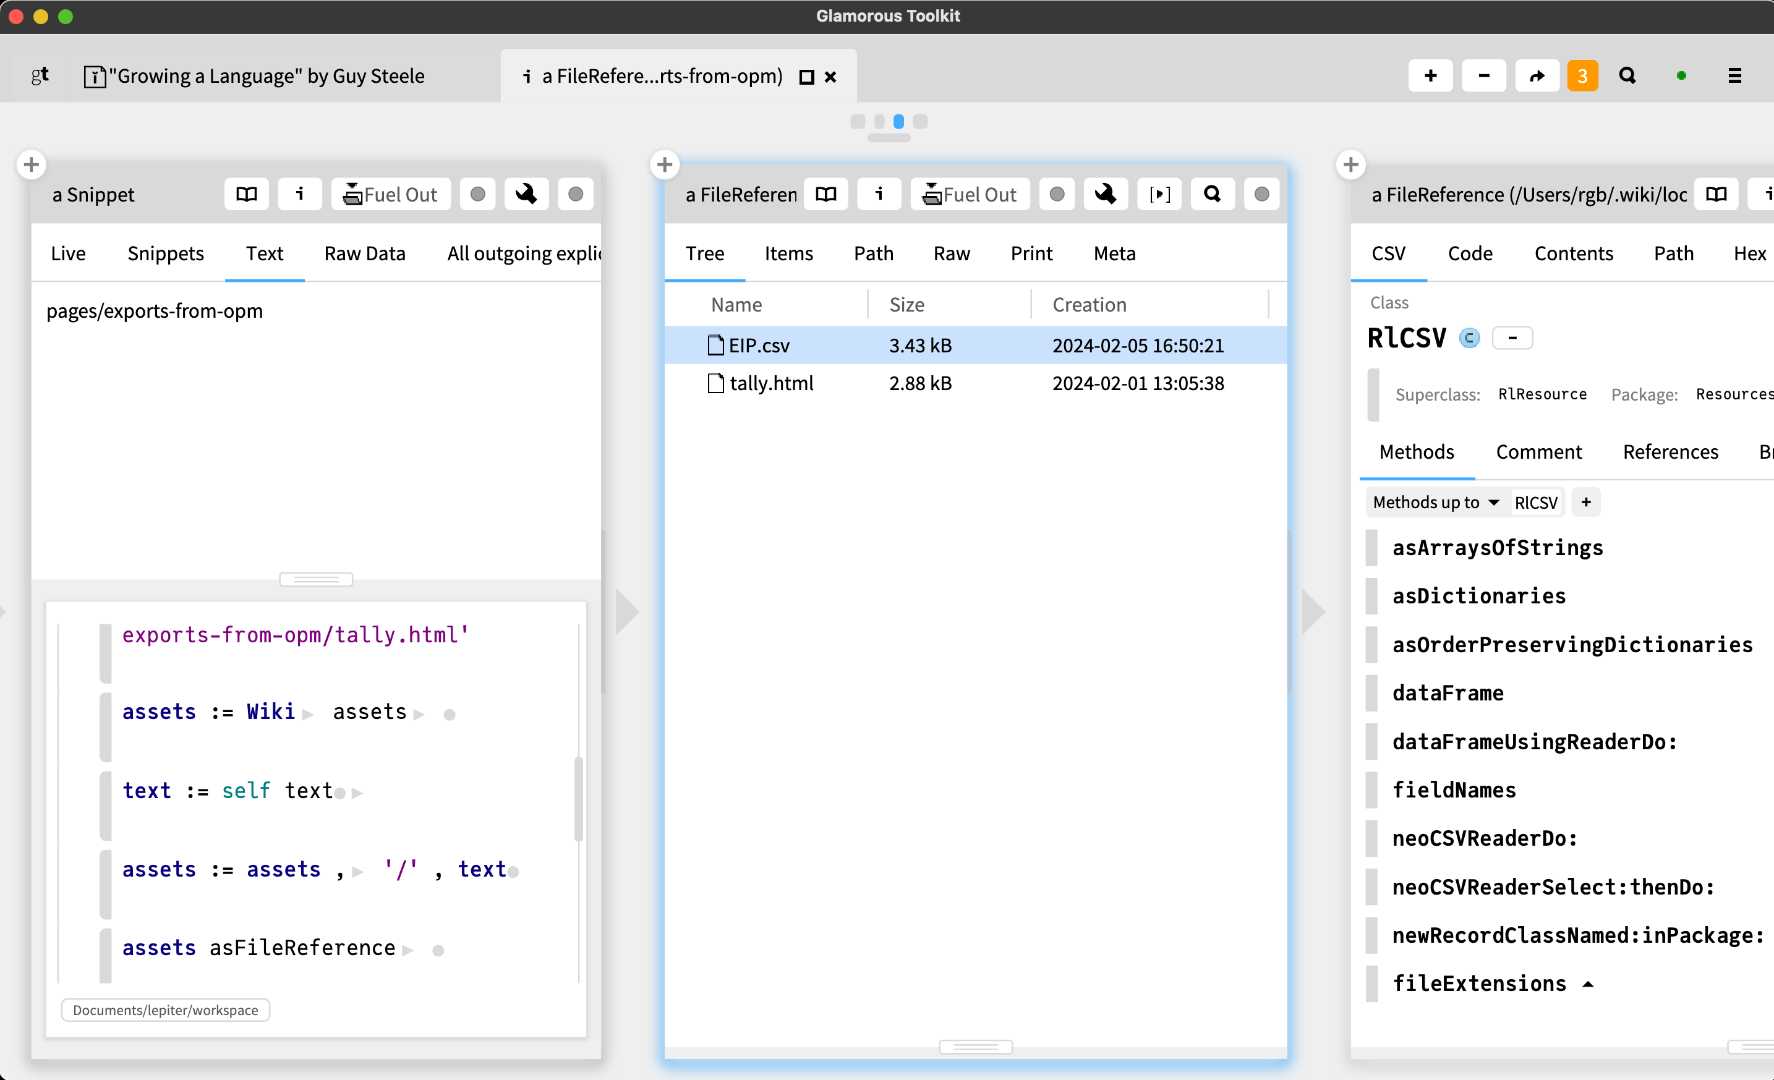 Glamorous Toolkit
gt
"Growing a Language" by Guy Steele
i a FileRefere...rts-from-opm)
+ - 3
a Snippet
i
Fuel Out
Live Snippets Text Raw Data All outgoing explic
pages/exports-from-opm
exports-from-opm/tally.html'
assets := Wiki assets
text := self text
assets := assets , '/' , text
assets asFileReference
Documents/lepiter/workspace
a FileReferen
i
Fuel Out
Tree Items Path Raw Print Meta
Name Size Creation
EIP.csv 3.43 kB 2024-02-05 16:50:21
tally.html 2.88 kB 2024-02-01 13:05:38
a FileReference (/Users/rgb/.wiki/loc
CSV Code Contents Path Hex
Class
RlCSV C -
Superclass: RlResource Package: Resources
Methods Comment References Br
Methods up to RlCSV +
asArraysOfStrings
asDictionaries
asOrderPreservingDictionaries
dataFrame
dataFrameUsingReaderDo:
fieldNames
neoCSVReaderDo:
neoCSVReaderSelect:thenDo:
newRecordClassNamed:inPackage:
fileExtensions